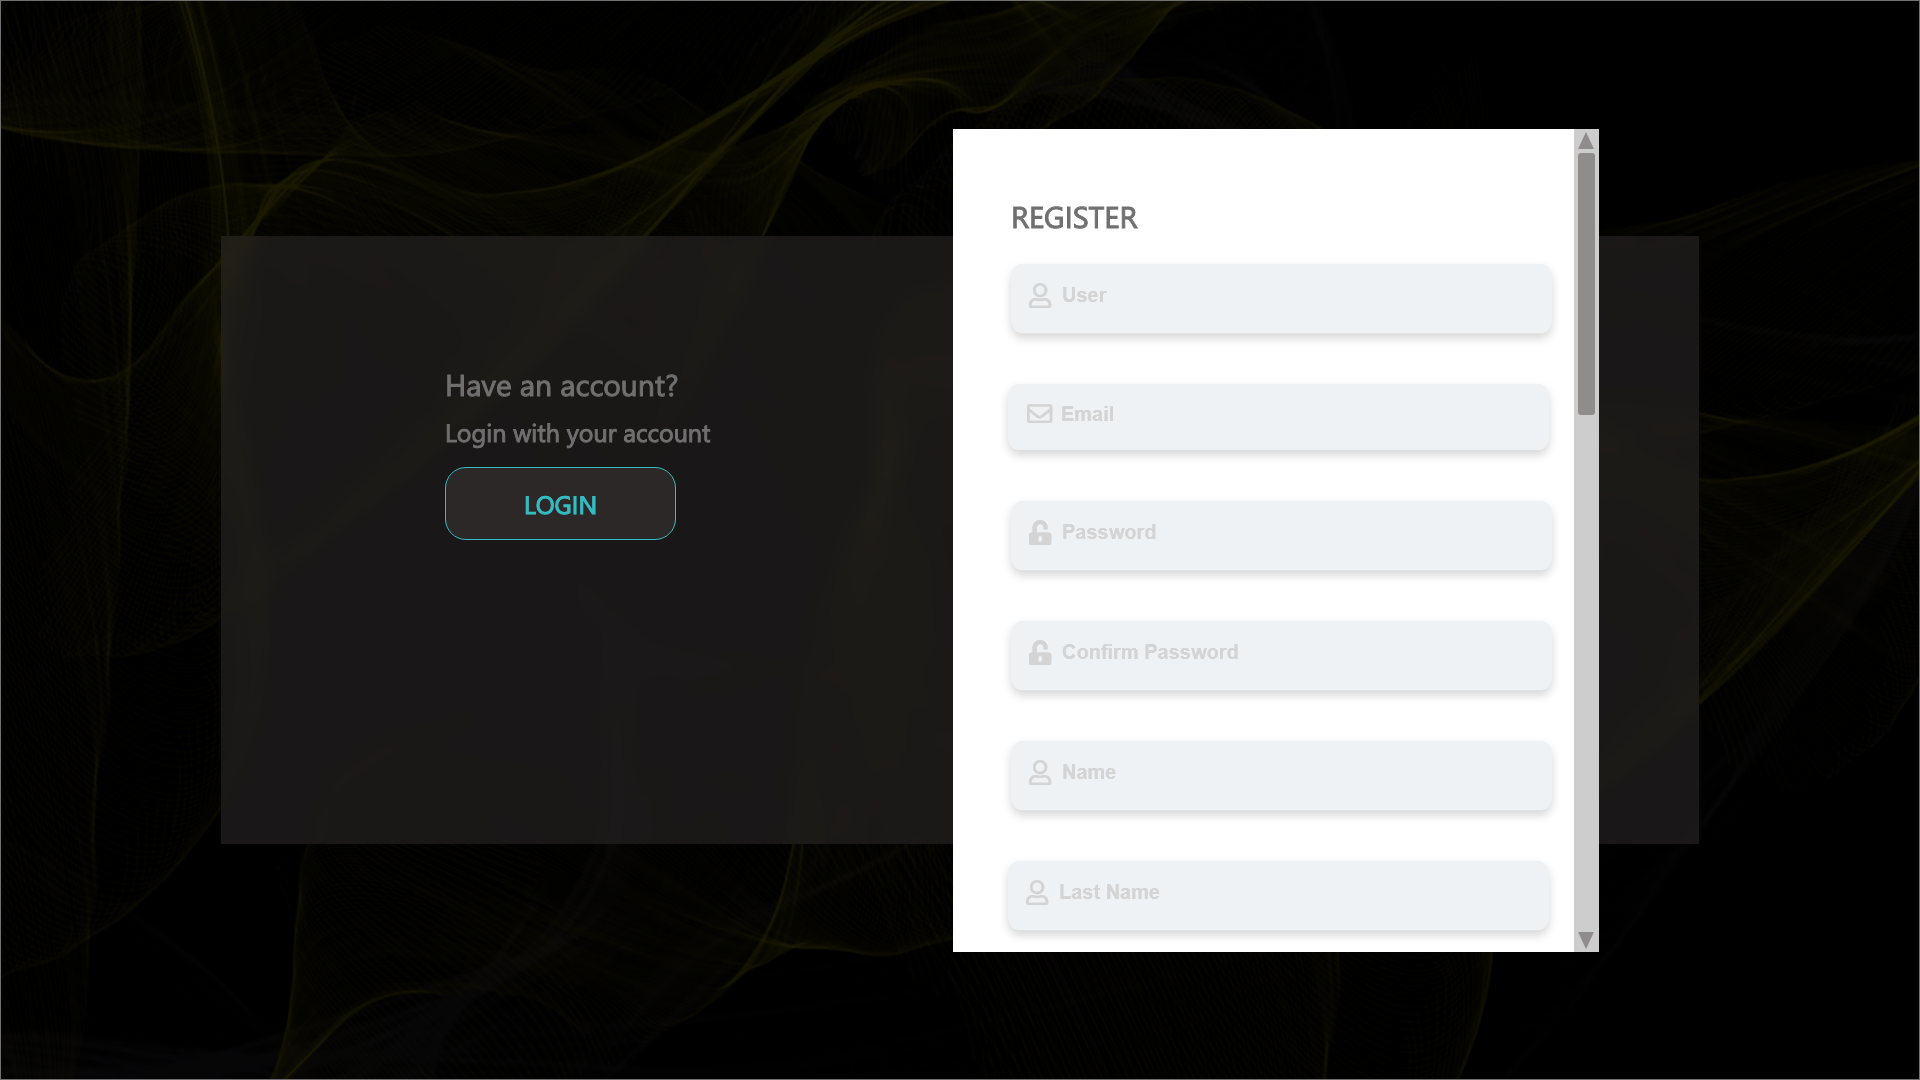 Have an account?
Login with your account
LOGIN
REGISTER
User
Email
Password
Confirm Password
Name
Last Name